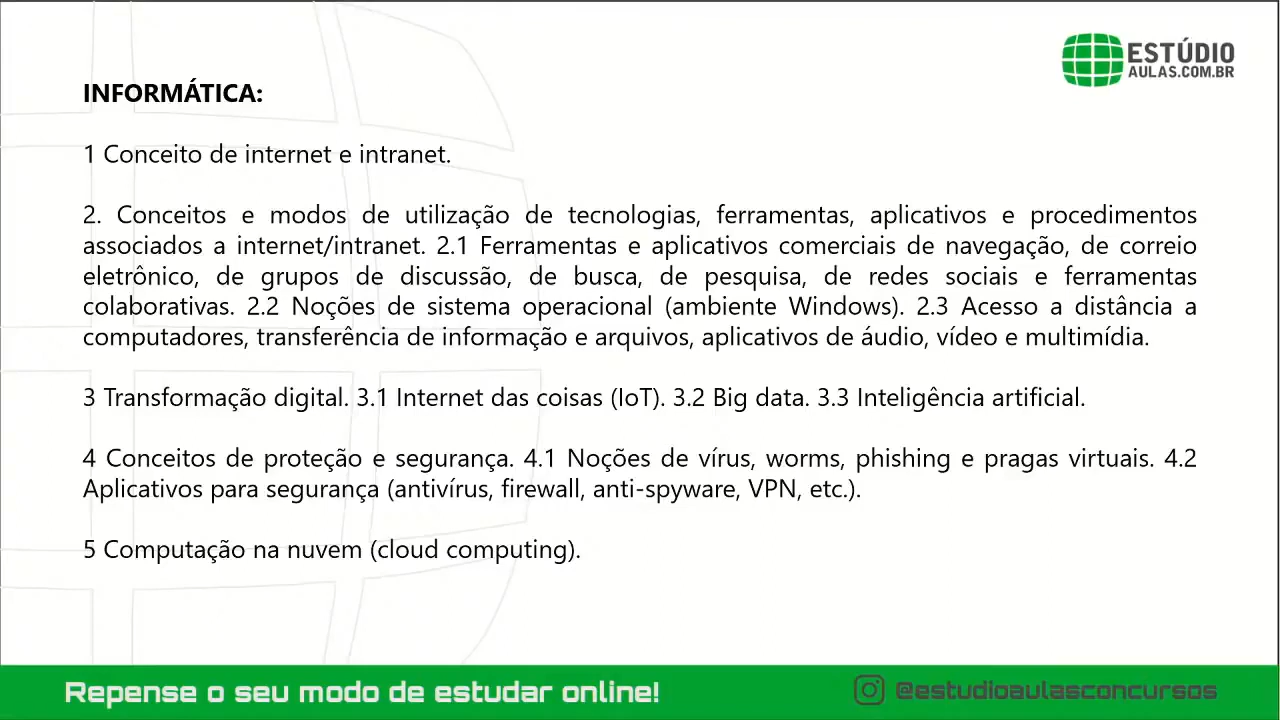 ESTÚDIO
AULAS.COM.BR
INFORMÁTICA:
1 Conceito de internet e intranet.
2. Conceitos e modos de utilização de tecnologias, ferramentas, aplicativos e procedimentos
associados a internet/intranet. 2.1 Ferramentas e aplicativos comerciais de navegação, de correio
eletrônico, de grupos de discussão, de busca, de pesquisa, de redes sociais e ferramentas
colaborativas. 2.2 Noções de sistema operacional (ambiente Windows). 2.3 Acesso a distância a
computadores, transferência de informação e arquivos, aplicativos de áudio, vídeo e multimídia.
3 Transformação digital. 3.1 Internet das coisas (IoT). 3.2 Big data. 3.3 Inteligência artificial.
4 Conceitos de proteção e segurança. 4.1 Noções de vírus, worms, phishing e pragas virtuais. 4.2
Aplicativos para segurança (antivírus, firewall, anti-spyware, VPN, etc.).
5 Computação na nuvem (cloud computing).
Repense o seu modo de estudar online!
@estudioaulasconcursos